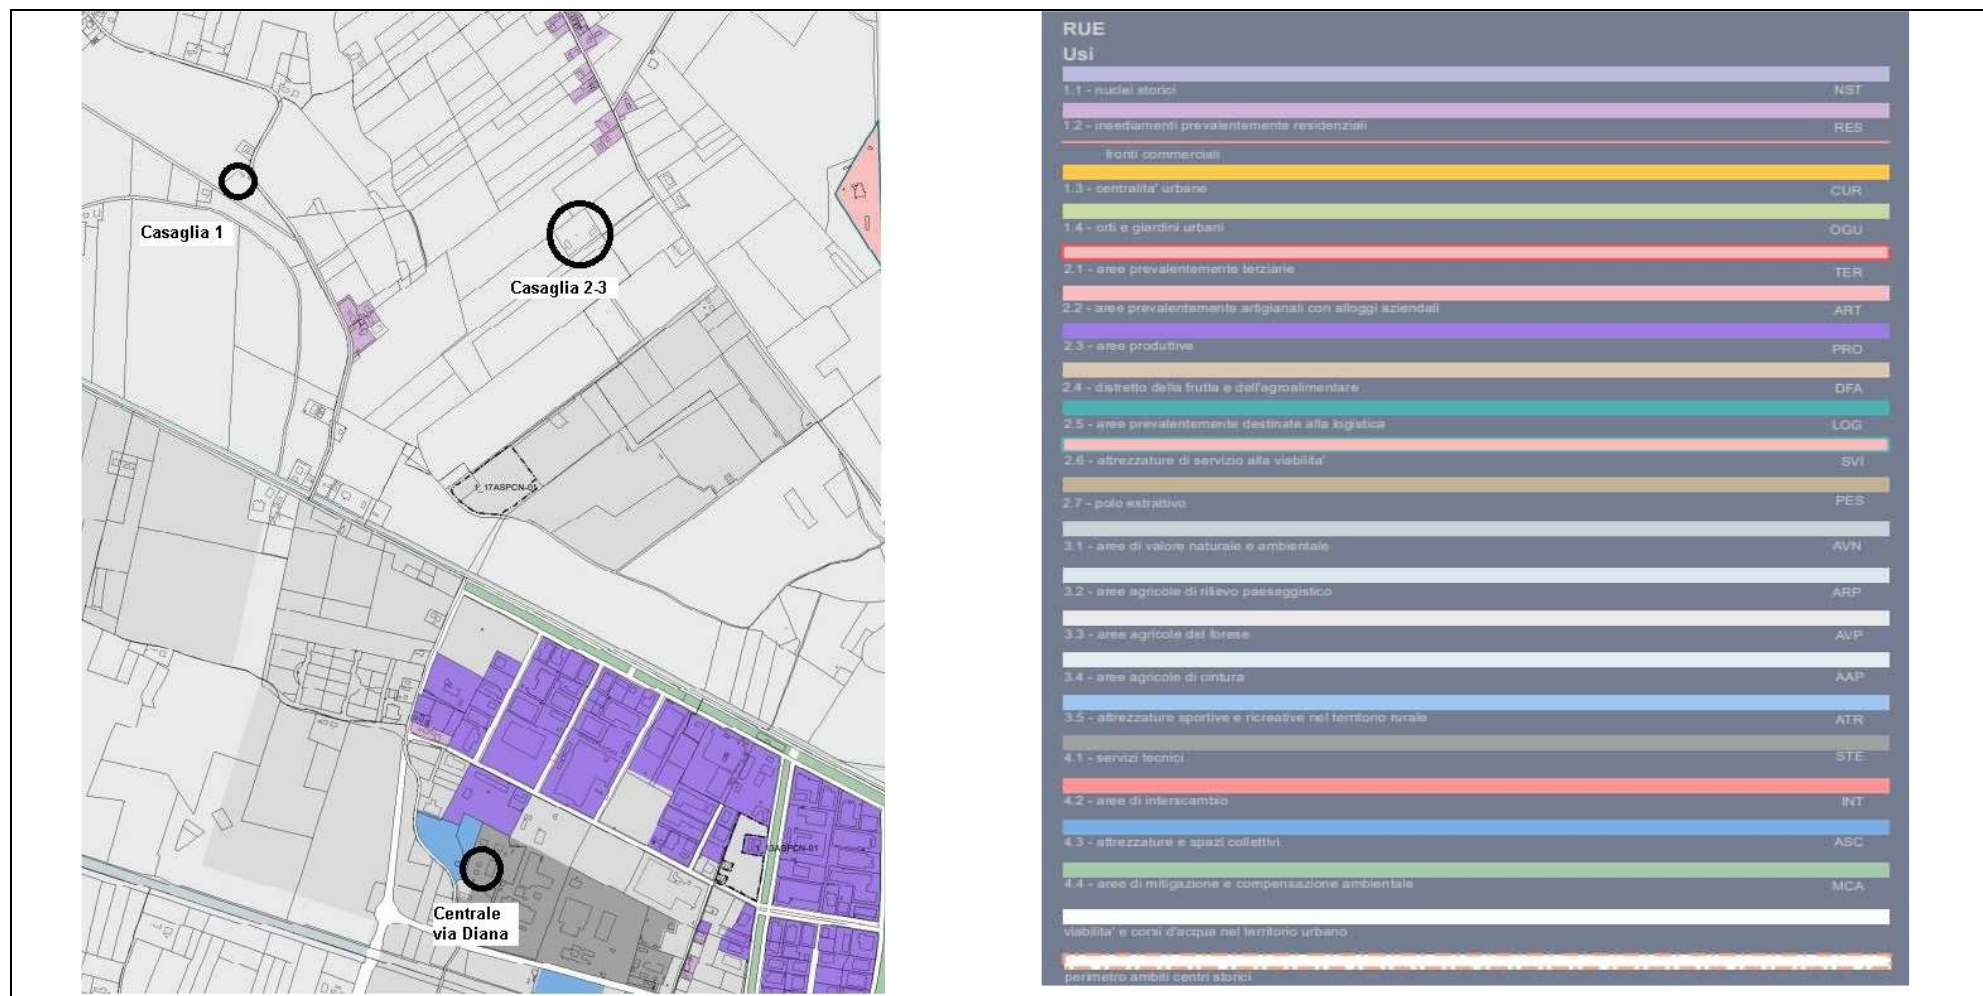 Casaglia 1
Casaglia 2-3
1_17ASPCN-01
1_13ASPCN-01
Centrale
via Diana
RUE
Usi
1.1 - nuclei storici NST
1.2 - insediamenti prevalentemente residenziali RES
fronti commerciali
1.3 - centralita' urbane CUR
1.4 - orti e giardini urbani OGU
2.1 - aree prevalentemente terziarie TER
2.2 - aree prevalentemente artigianali con alloggi aziendali ART
2.3 - aree produttive PRO
2.4 - distretto della frutta e dell'agroalimentare DFA
2.5 - aree prevalentemente destinate alla logistica LOG
2.6 - attrezzature di servizio alla viabilita' SVI
2.7 - polo estrattivo PES
3.1 - aree di valore naturale e ambientale AVN
3.2 - aree agricole di rilievo paesaggistico ARP
3.3 - aree agricole del forese AVP
3.4 - aree agricole di cintura AAP
3.5 - attrezzature sportive e ricreative nel territorio rurale ATR
4.1 - servizi tecnici STE
4.2 - aree di interscambio INT
4.3 - attrezzature e spazi collettivi ASC
4.4 - aree di mitigazione e compensazione ambientale MCA
viabilita' e corsi d'acqua nel territorio urbano
perimetro ambiti centri storici